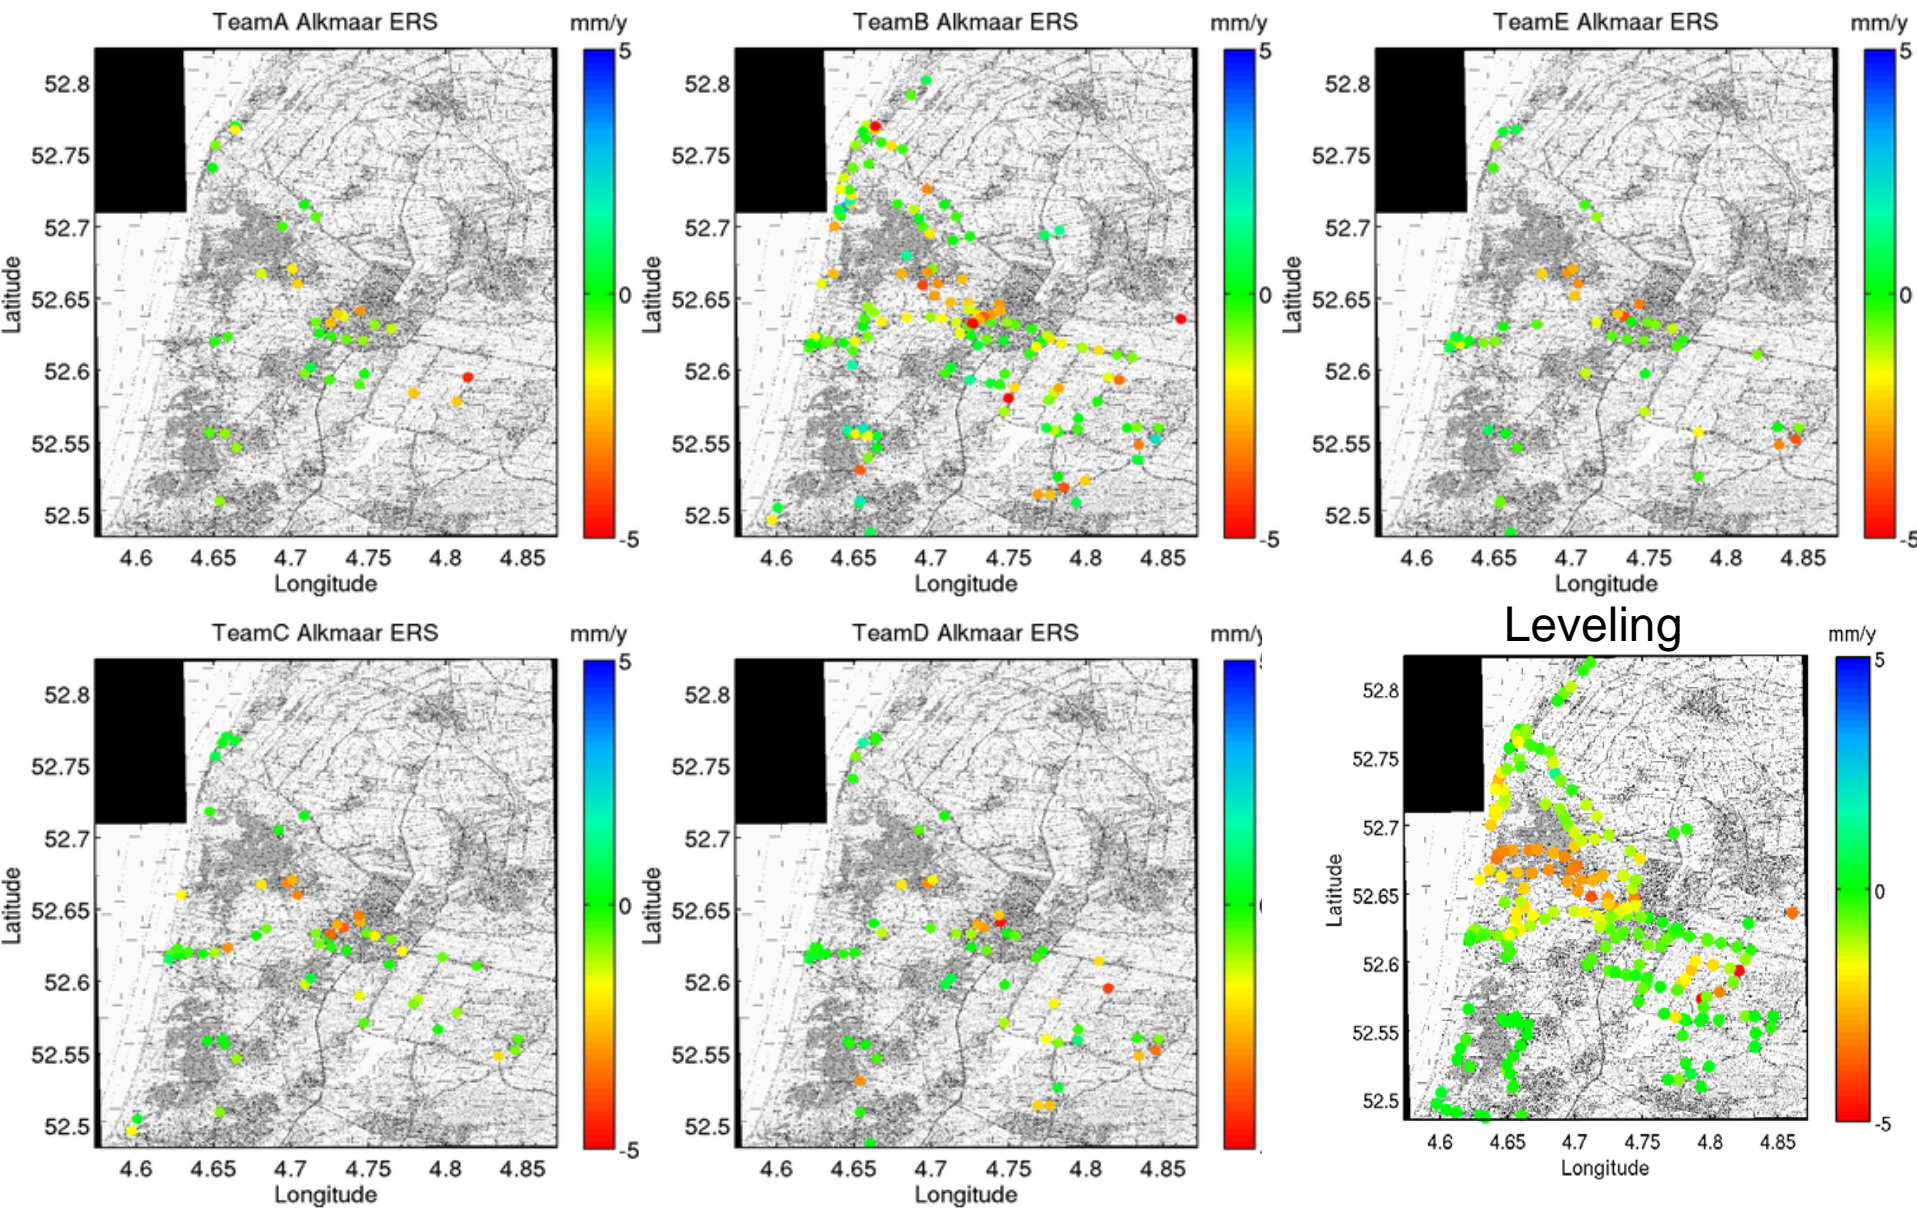 TeamA Alkmaar ERS mm/y TeamB Alkmaar ERS mm/y TeamE Alkmaar ERS mm/y
5 5 5
52.8 52.8 52.8
52.75 52.75 52.75
52.7 52.7 52.7
Latitude Latitude Latitude
52.65 0 52.65 0 52.65 0
52.6 52.6 52.6
52.55 52.55 52.55
52.5 52.5 52.5
-5 -5 -5
4.6 4.65 4.7 4.75 4.8 4.85 4.6 4.65 4.7 4.75 4.8 4.85 4.6 4.65 4.7 4.75 4.8 4.85
Longitude Longitude Longitude
Leveling
TeamC Alkmaar ERS mm/y TeamD Alkmaar ERS mm/y mm/y
5 5
52.8 52.8 52.8
52.75 52.75 52.75
52.7 52.7 52.7
Latitude Latitude Latitude
52.65 0 52.65 52.65 0
52.6 52.6 52.6
52.55 52.55 52.55
52.5 52.5 52.5
-5 -5
4.6 4.65 4.7 4.75 4.8 4.85 4.6 4.65 4.7 4.75 4.8 4.85 4.6 4.65 4.7 4.75 4.8 4.85
Longitude Longitude Longitude